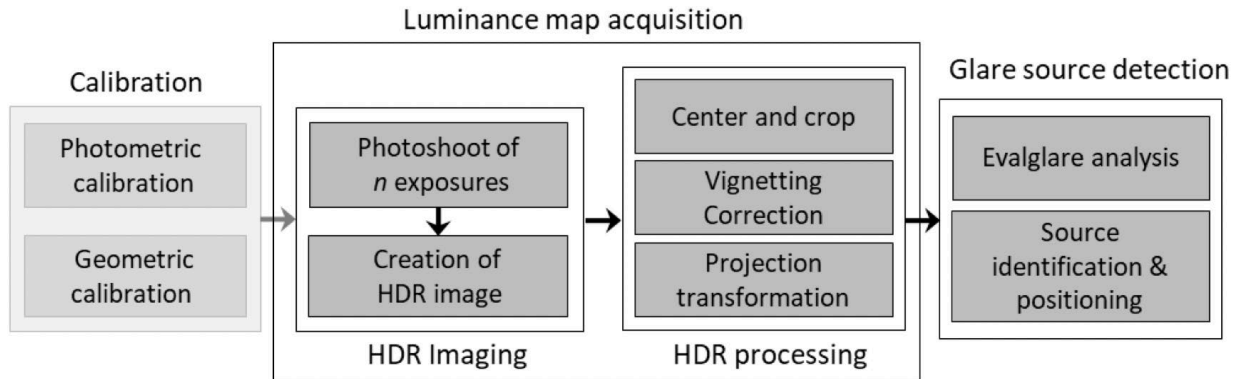 Luminance map acquisition
Calibration
Photometric
calibration
Geometric
calibration
Photoshoot of
n exposures
Creation of
HDR image
HDR Imaging
Center and crop
Vignetting
Correction
Projection
transformation
HDR processing
Glare source detection
Evalglare analysis
Source
identification &
positioning